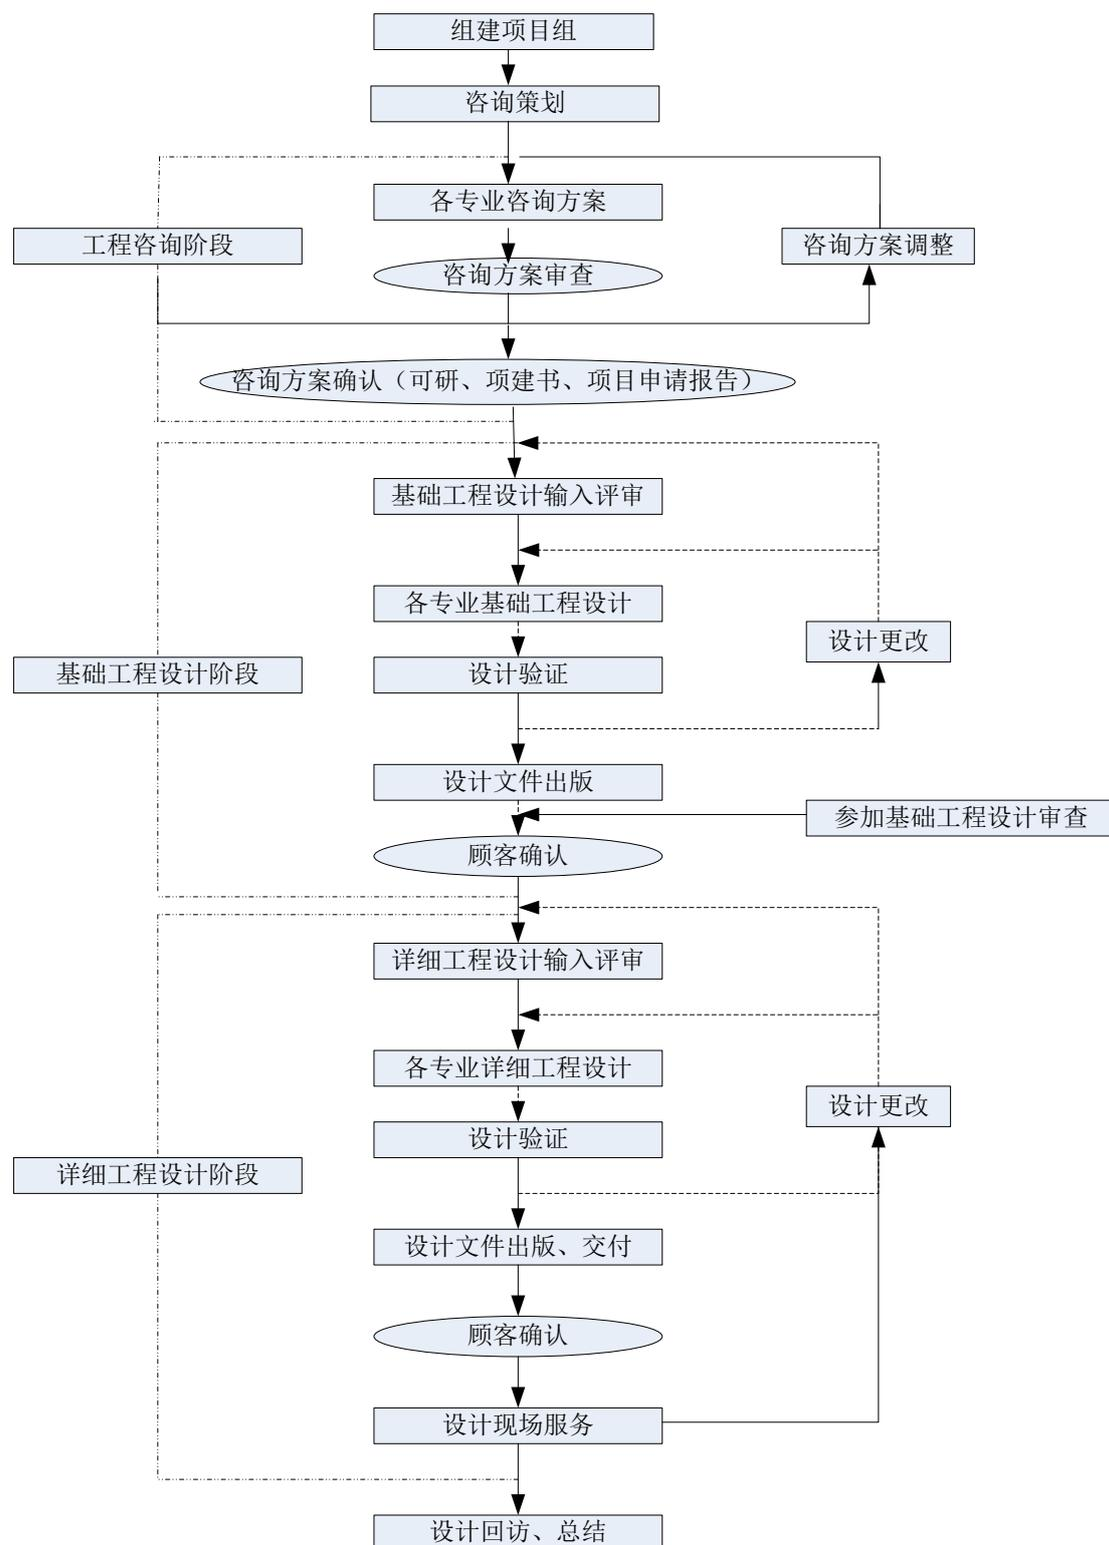 组建项目组
咨询策划
各专业咨询方案
工程咨询阶段
咨询方案调整
咨询方案审查
咨询方案确认（可研、项建书、项目申请报告）
基础工程设计输入评审
各专业基础工程设计
设计更改
基础工程设计阶段
设计验证
设计文件出版
参加基础工程设计审查
顾客确认
详细工程设计输入评审
各专业详细工程设计
设计更改
设计验证
详细工程设计阶段
设计文件出版、交付
顾客确认
设计现场服务
设计回访、总结